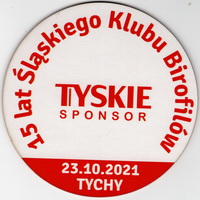 15 lat Śląskiego Klubu Birofilów
TYSKIE
SPONSOR
23.10.2021
TYCHY